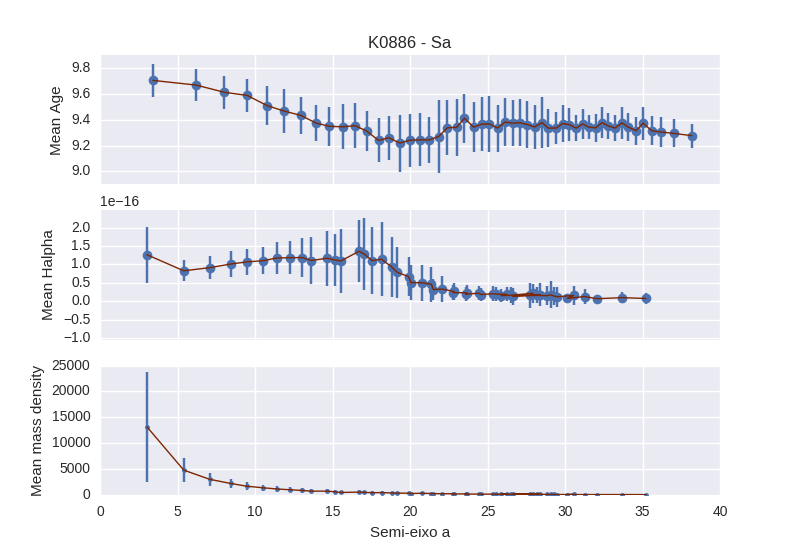 K0886 - Sa
Mean Age
9.8
9.6
9.4
9.2
9.0
1e−16
Mean Halpha
2.0
1.5
1.0
0.5
0.0
−0.5
−1.0
Mean mass density
25000
20000
15000
10000
5000
0
0 5 10 15 20 25 30 35 40
Semi-eixo a